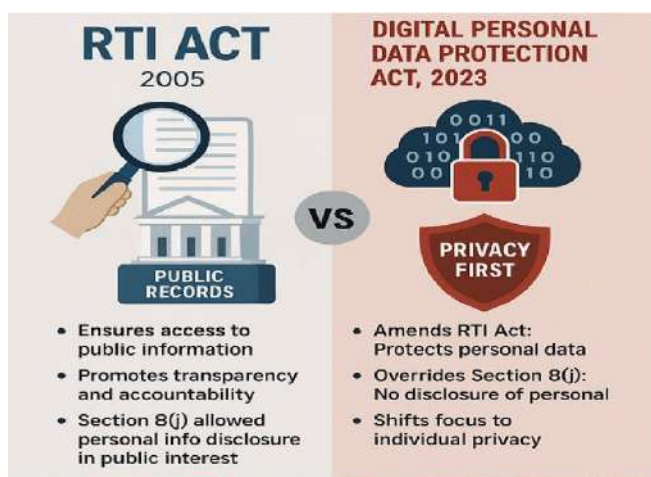 RTI ACT
2005
PUBLIC
RECORDS
• Ensures access to
public information
• Promotes transparency
and accountability
• Section 8(j) allowed
personal info disclosure
in public interest
VS
DIGITAL PERSONAL
DATA PROTECTION
ACT, 2023
0011
101 00
010 110
00 10
PRIVACY
FIRST
• Amends RTI Act:
Protects personal data
• Overrides Section 8(j):
No disclosure of personal
• Shifts focus to
individual privacy